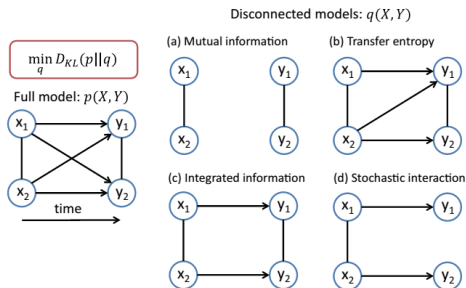 Disconnected models: q(X,Y)
min D_KL(p||q)
q
Full model: p(X,Y)
x₁ y₁
x₂ y₂
time
(a) Mutual information
x₁ y₁
x₂ y₂
(b) Transfer entropy
x₁ y₁
x₂ y₂
(c) Integrated information
x₁ y₁
x₂ y₂
(d) Stochastic interaction
x₁ y₁
x₂ y₂